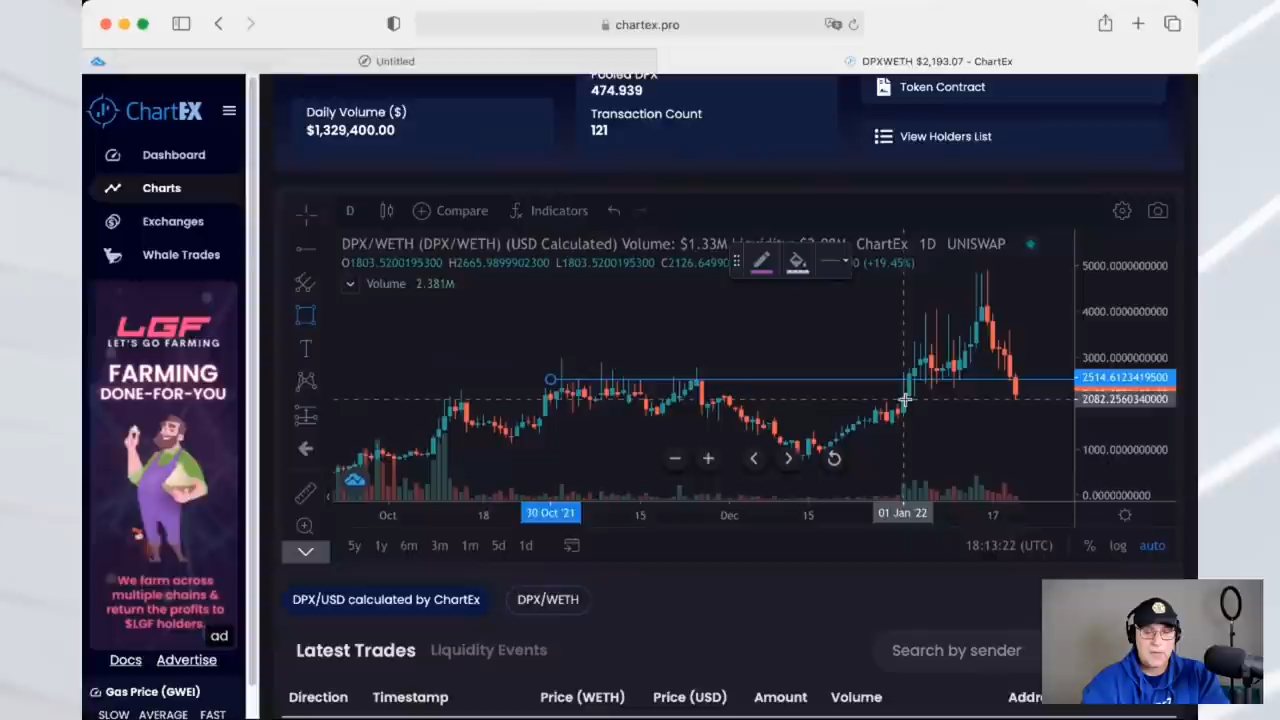 chartex.pro
Untitled
DPXWETH $2,193.07 - ChartEx
ChartEX
Dashboard
Charts
Exchanges
Whale Trades
LGF
LET'S GO FARMING
FARMING
DONE-FOR-YOU
We farm across
multiple chains &
return the profits to
$LGF holders.
ad
Docs Advertise
Gas Price (GWEI)
SLOW AVERAGE FAST
Daily Volume ($)
$1,329,400.00
Pooled DPX
474.939
Transaction Count
121
Token Contract
View Holders List
D Compare Indicators
DPX/WETH (DPX/WETH) (USD Calculated) Volume: $1.33M ChartEx 1D UNISWAP
O1803.5200195300 H2665.9899902300 L1803.5200195300 C2126.64990 (+19.45%)
Volume 2.381M
5000.0000000000
4000.0000000000
3000.0000000000
2514.6123419500
2082.2560340000
1000.0000000000
0.0000000000
Oct 18 30 Oct '21 15 Dec 15 01 Jan '22 17
5y 1y 6m 3m 1m 5d 1d 18:13:22 (UTC) % log auto
DPX/USD calculated by ChartEx DPX/WETH
Latest Trades Liquidity Events Search by sender
Direction Timestamp Price (WETH) Price (USD) Amount Volume